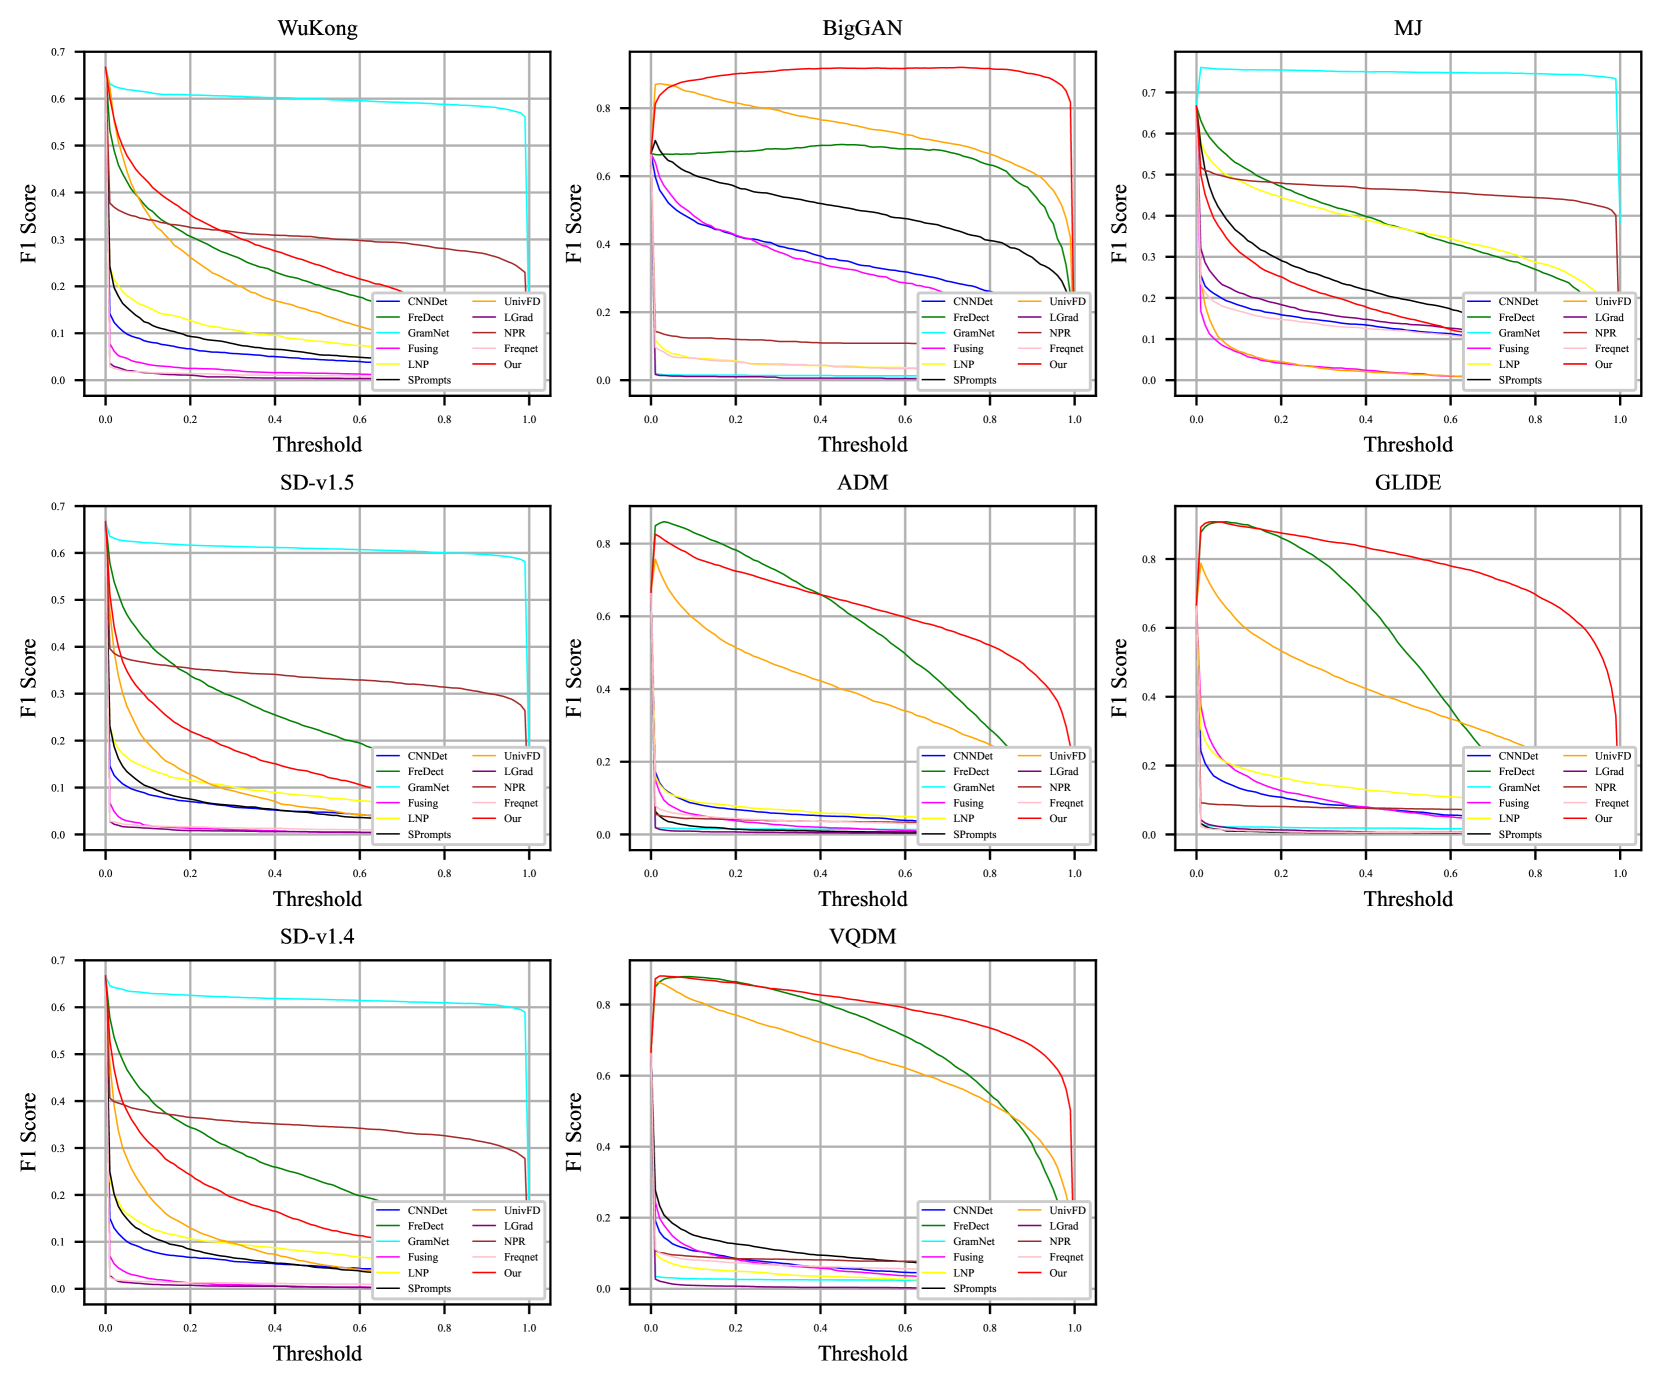 WuKong
F1 Score
0.7
0.6
0.5
0.4
0.3
0.2
0.1
0.0
CNNDet UnivFD
FreDect LGrad
GramNet NPR
Fusing Freqnet
LNP Our
SPrompts
0.0 0.2 0.4 0.6 0.8 1.0
Threshold
BigGAN
F1 Score
0.8
0.6
0.4
0.2
0.0
CNNDet UnivFD
FreDect LGrad
GramNet NPR
Fusing Freqnet
LNP Our
SPrompts
0.0 0.2 0.4 0.6 0.8 1.0
Threshold
MJ
F1 Score
0.7
0.6
0.5
0.4
0.3
0.2
0.1
0.0
CNNDet UnivFD
FreDect LGrad
GramNet NPR
Fusing Freqnet
LNP Our
SPrompts
0.0 0.2 0.4 0.6 0.8 1.0
Threshold
SD-v1.5
F1 Score
0.7
0.6
0.5
0.4
0.3
0.2
0.1
0.0
CNNDet UnivFD
FreDect LGrad
GramNet NPR
Fusing Freqnet
LNP Our
SPrompts
0.0 0.2 0.4 0.6 0.8 1.0
Threshold
ADM
F1 Score
0.8
0.6
0.4
0.2
0.0
CNNDet UnivFD
FreDect LGrad
GramNet NPR
Fusing Freqnet
LNP Our
SPrompts
0.0 0.2 0.4 0.6 0.8 1.0
Threshold
GLIDE
F1 Score
0.8
0.6
0.4
0.2
0.0
CNNDet UnivFD
FreDect LGrad
GramNet NPR
Fusing Freqnet
LNP Our
SPrompts
0.0 0.2 0.4 0.6 0.8 1.0
Threshold
SD-v1.4
F1 Score
0.7
0.6
0.5
0.4
0.3
0.2
0.1
0.0
CNNDet UnivFD
FreDect LGrad
GramNet NPR
Fusing Freqnet
LNP Our
SPrompts
0.0 0.2 0.4 0.6 0.8 1.0
Threshold
VQDM
F1 Score
0.8
0.6
0.4
0.2
0.0
CNNDet UnivFD
FreDect LGrad
GramNet NPR
Fusing Freqnet
LNP Our
SPrompts
0.0 0.2 0.4 0.6 0.8 1.0
Threshold